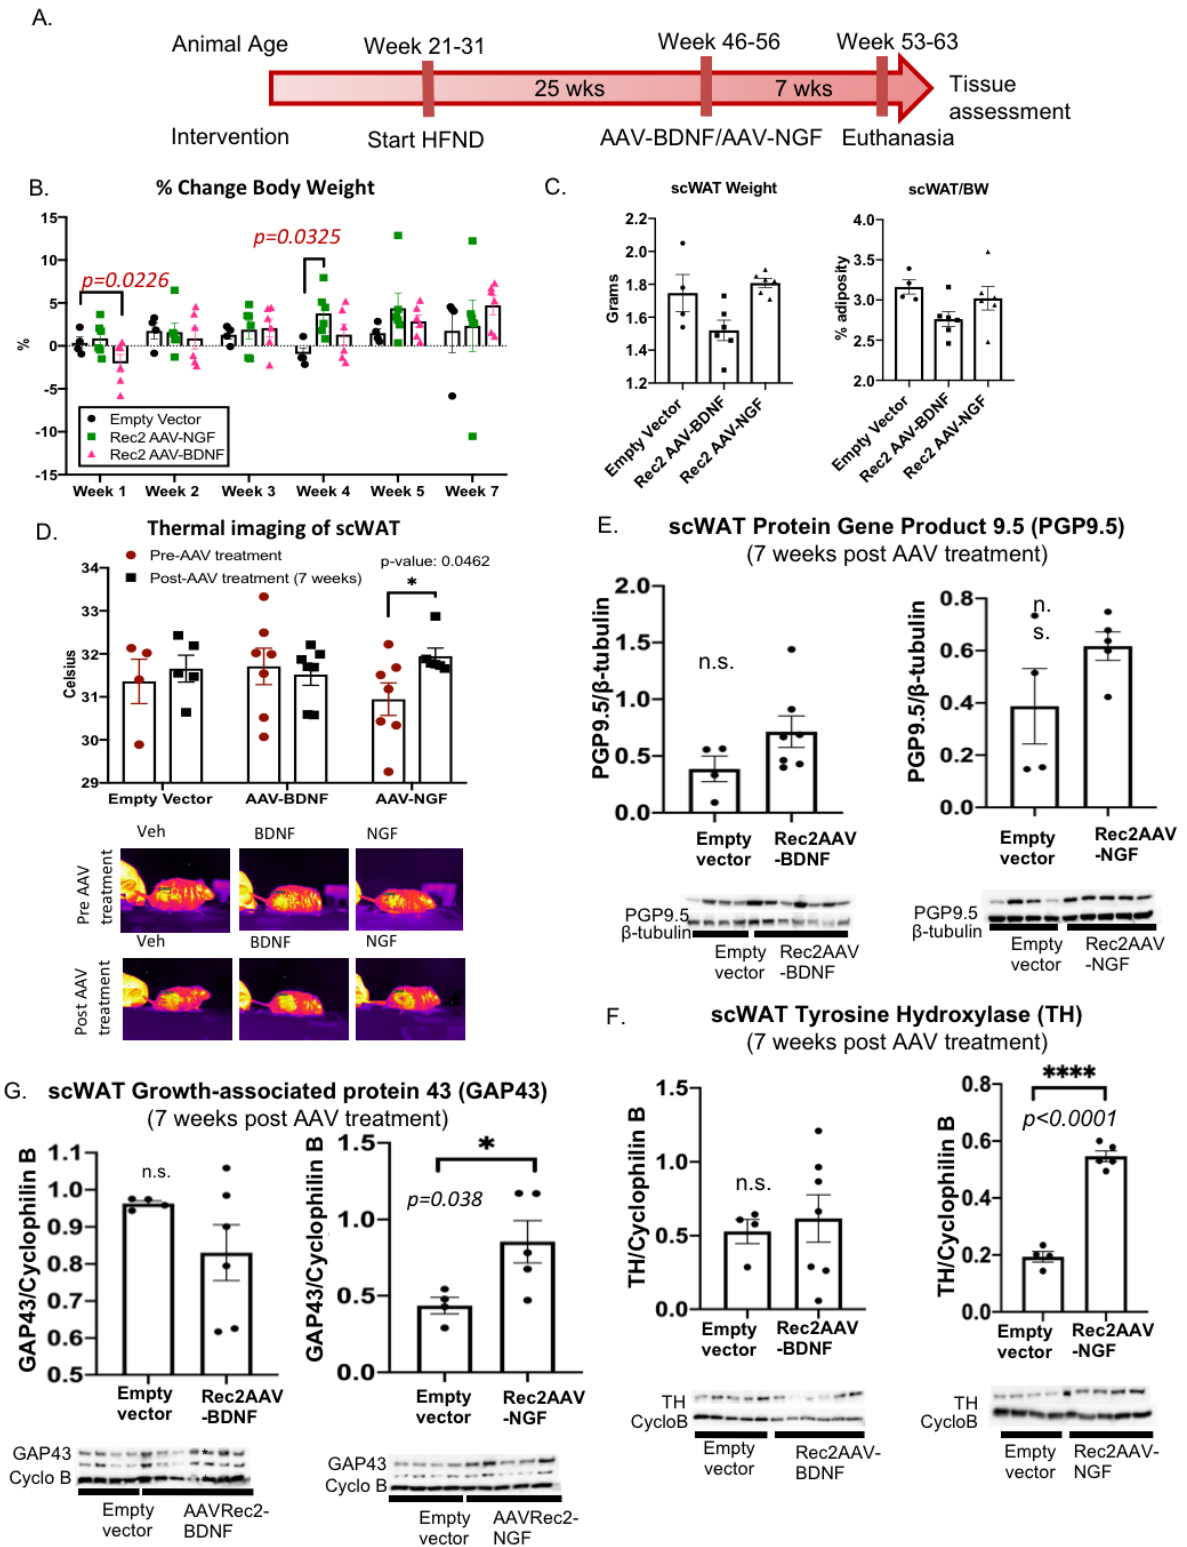 A.
Animal Age
Week 21-31
Week 46-56
Week 53-63
25 wks
7 wks
Tissue
assessment
Intervention
Start HFND
AAV-BDNF/AAV-NGF
Euthanasia
B.
% Change Body Weight
15
10
5
0
-5
-10
-15
%
p=0.0226
p=0.0325
Empty Vector
Rec2 AAV-NGF
Rec2 AAV-BDNF
Week 1
Week 2
Week 3
Week 4
Week 5
Week 7
C.
scWAT Weight
Grams
2.2
2.0
1.8
1.6
1.4
1.2
Empty Vector
Rec2 AAV-BDNF
Rec2 AAV-NGF
scWAT/BW
% adiposity
4.0
3.5
3.0
2.5
2.0
Empty Vector
Rec2 AAV-BDNF
Rec2 AAV-NGF
D.
Thermal imaging of scWAT
Pre-AAV treatment
Post-AAV treatment (7 weeks)
p-value: 0.0462
*
Celsius
34
33
32
31
30
29
Empty Vector
AAV-BDNF
AAV-NGF
Veh
BDNF
NGF
Pre AAV
treatment
Veh
BDNF
NGF
Post AAV
treatment
E.
scWAT Protein Gene Product 9.5 (PGP9.5)
(7 weeks post AAV treatment)
PGP9.5/β-tubulin
2.0
1.5
1.0
0.5
0.0
n.s.
Empty
vector
Rec2AAV
-BDNF
PGP9.5
β-tubulin
Empty
vector
Rec2AAV
-BDNF
PGP9.5/β-tubulin
0.8
0.6
0.4
0.2
0.0
n.
s.
Empty
vector
Rec2AAV
-NGF
PGP9.5
β-tubulin
Empty
vector
Rec2AAV
-NGF
F.
scWAT Tyrosine Hydroxylase (TH)
(7 weeks post AAV treatment)
TH/Cyclophilin B
1.5
1.0
0.5
0.0
n.s.
Empty
vector
Rec2AAV
-BDNF
TH
CycloB
Empty
vector
Rec2AAV-
BDNF
TH/Cyclophilin B
0.8
0.6
0.4
0.2
0.0
****
p<0.0001
Empty
vector
Rec2AAV
-NGF
TH
CycloB
Empty
vector
Rec2AAV-
NGF
G.
scWAT Growth-associated protein 43 (GAP43)
(7 weeks post AAV treatment)
GAP43/Cyclophilin B
1.1
1.0
0.9
0.8
0.7
0.6
0.5
n.s.
Empty
vector
Rec2AAV
-BDNF
GAP43
Cyclo B
Empty
vector
AAVRec2-
BDNF
GAP43/Cyclophilin B
1.5
1.0
0.5
0.0
*
p=0.038
Empty
vector
Rec2AAV
-NGF
GAP43
Cyclo B
Empty
vector
AAVRec2-
NGF